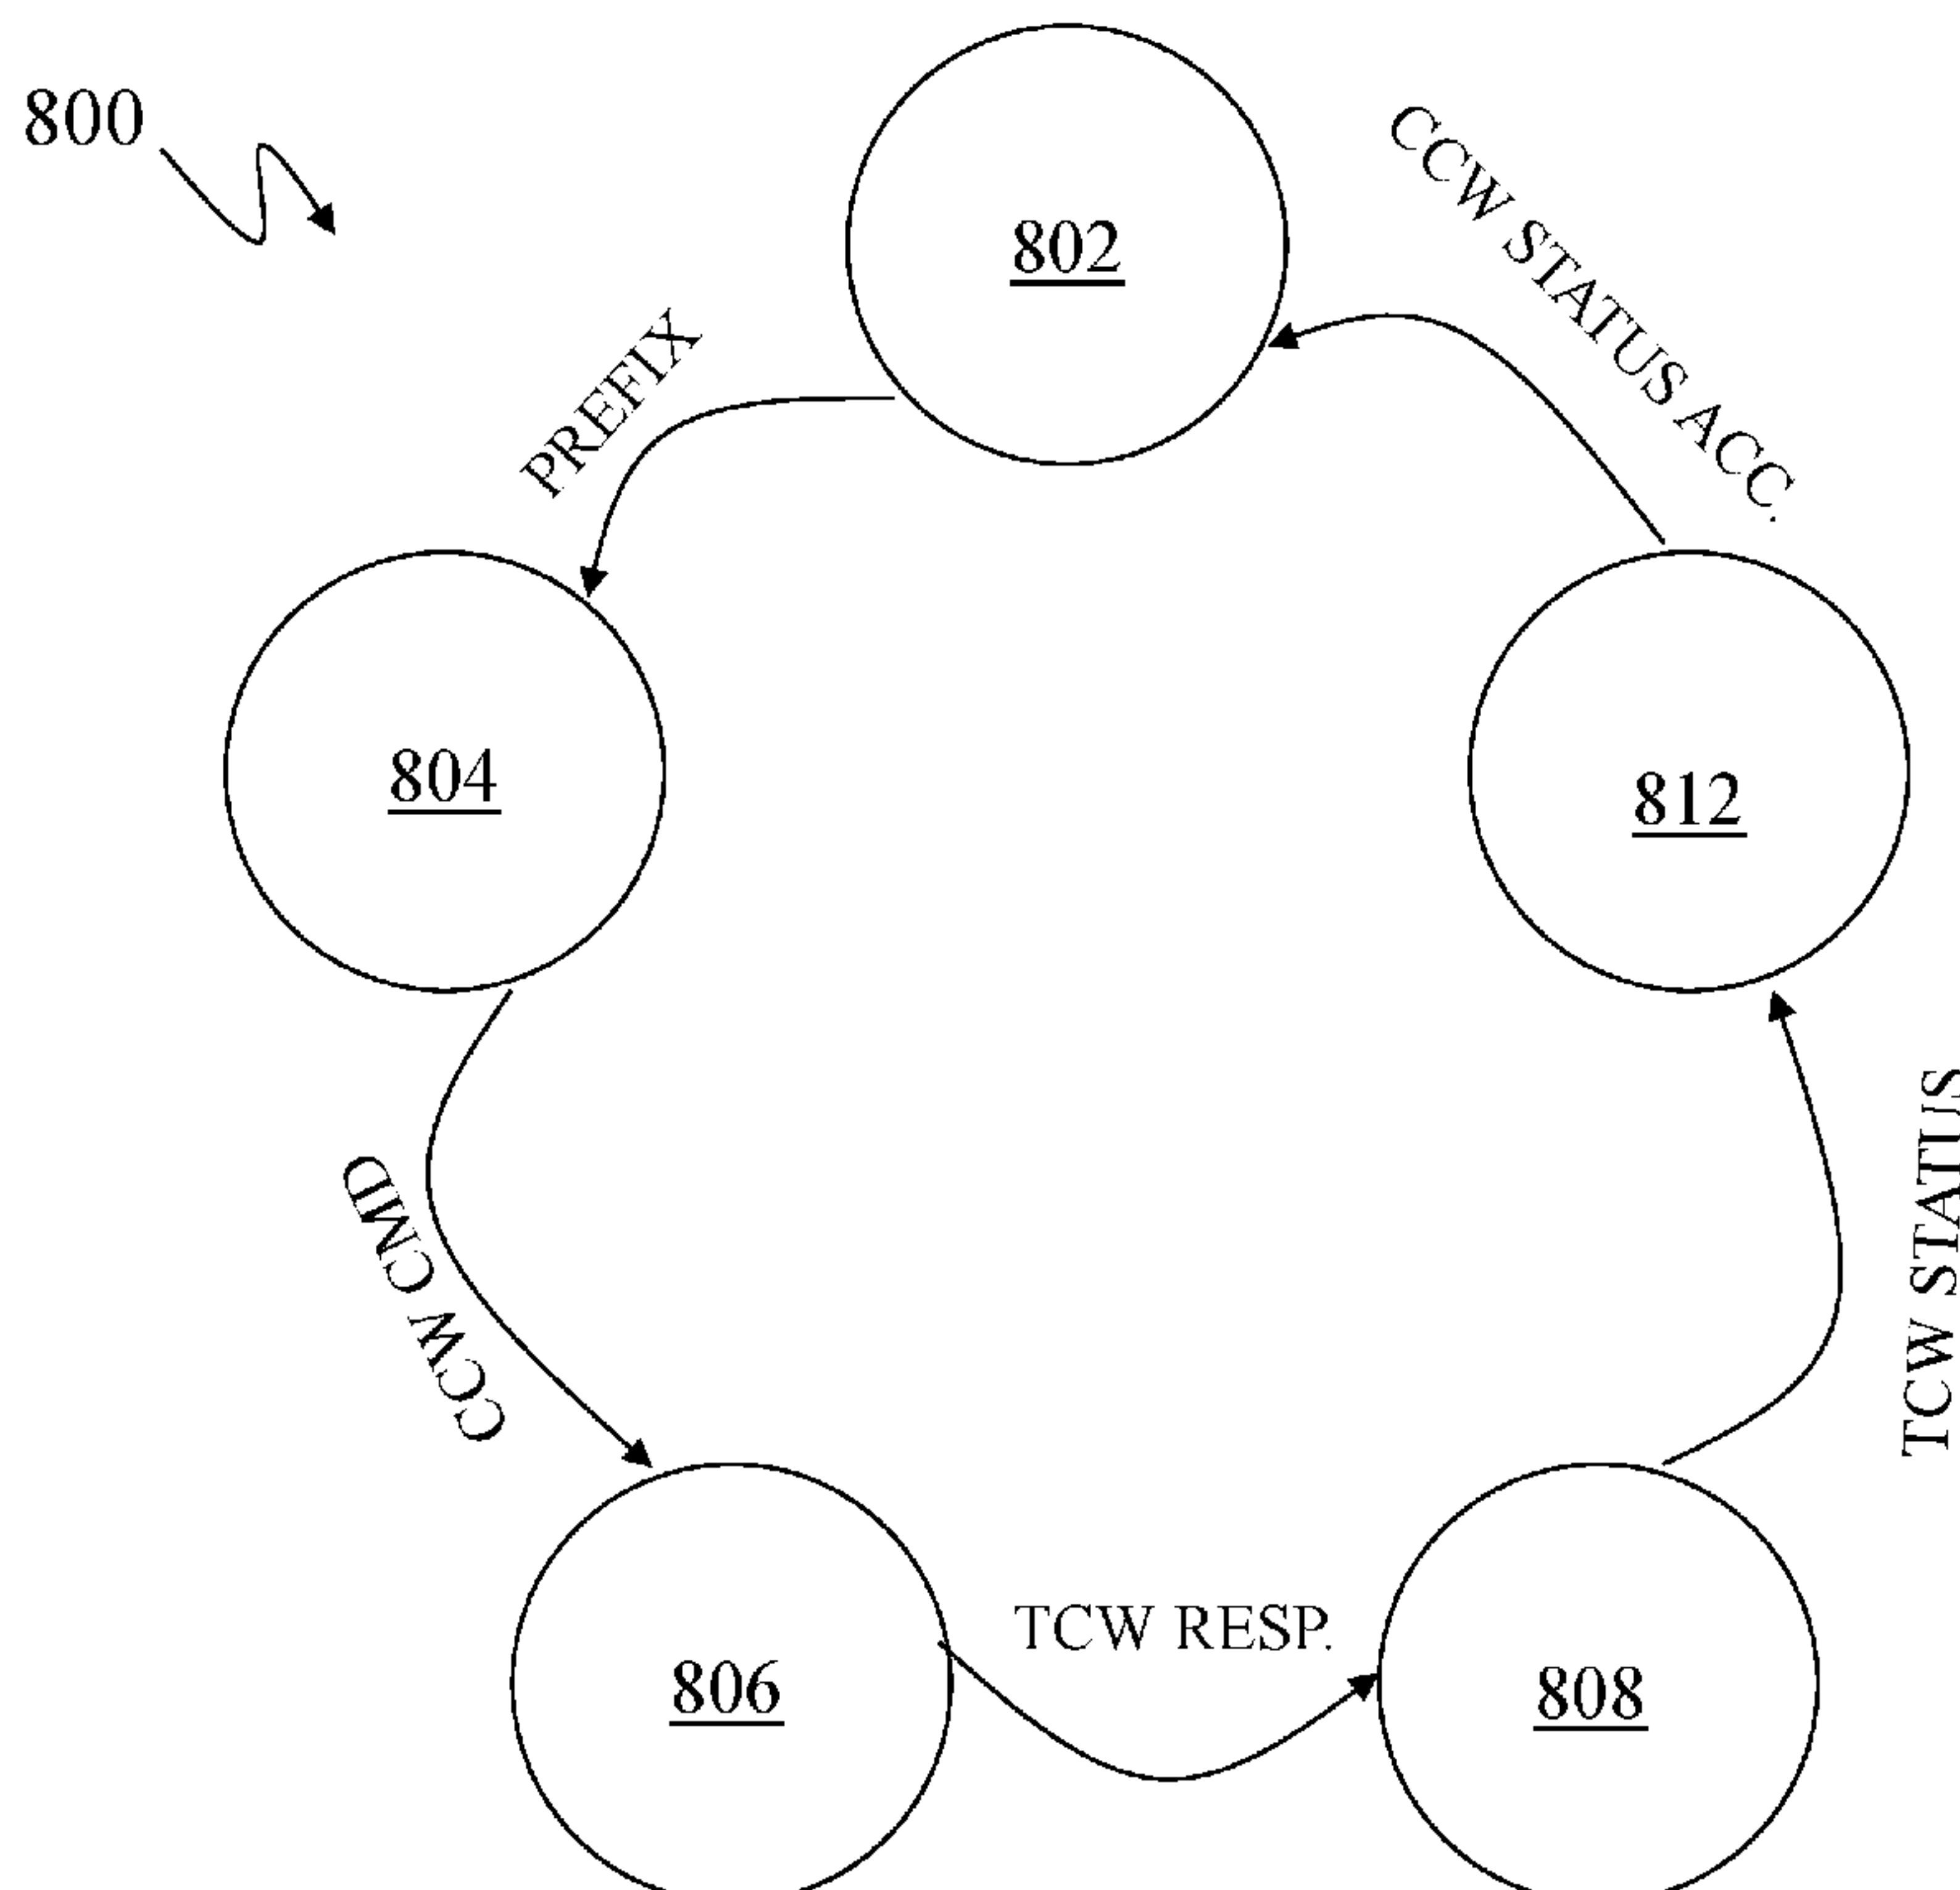 800
802
CCW STATUS ACC.
PREFIX
804
812
CCW CMD
TCW STATUS
TCW RESP.
806
808